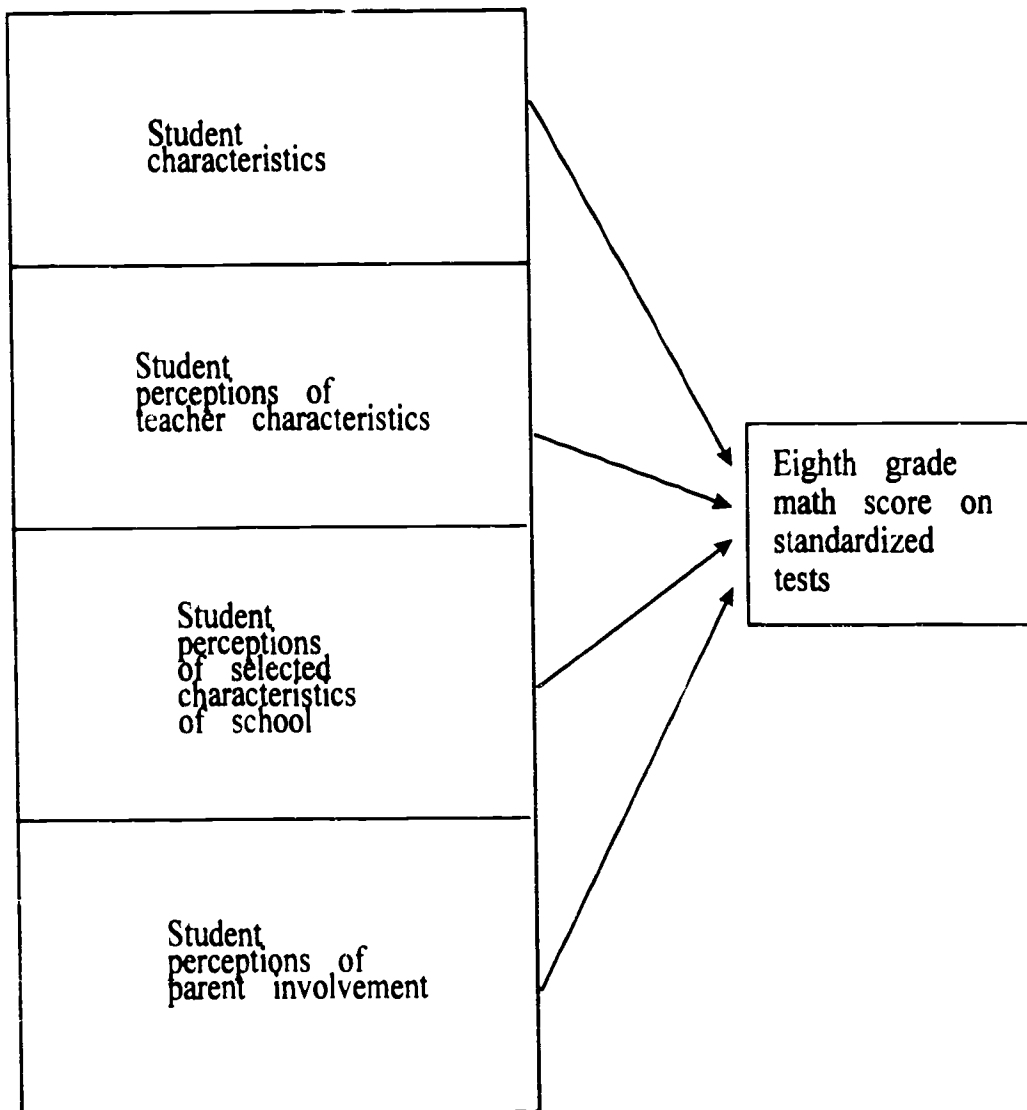 Student
characteristics
Student
perceptions of
teacher characteristics
Student
perceptions
of selected
characteristics
of school
Student
perceptions of
parent involvement
Eighth grade
math score on
standardized
tests